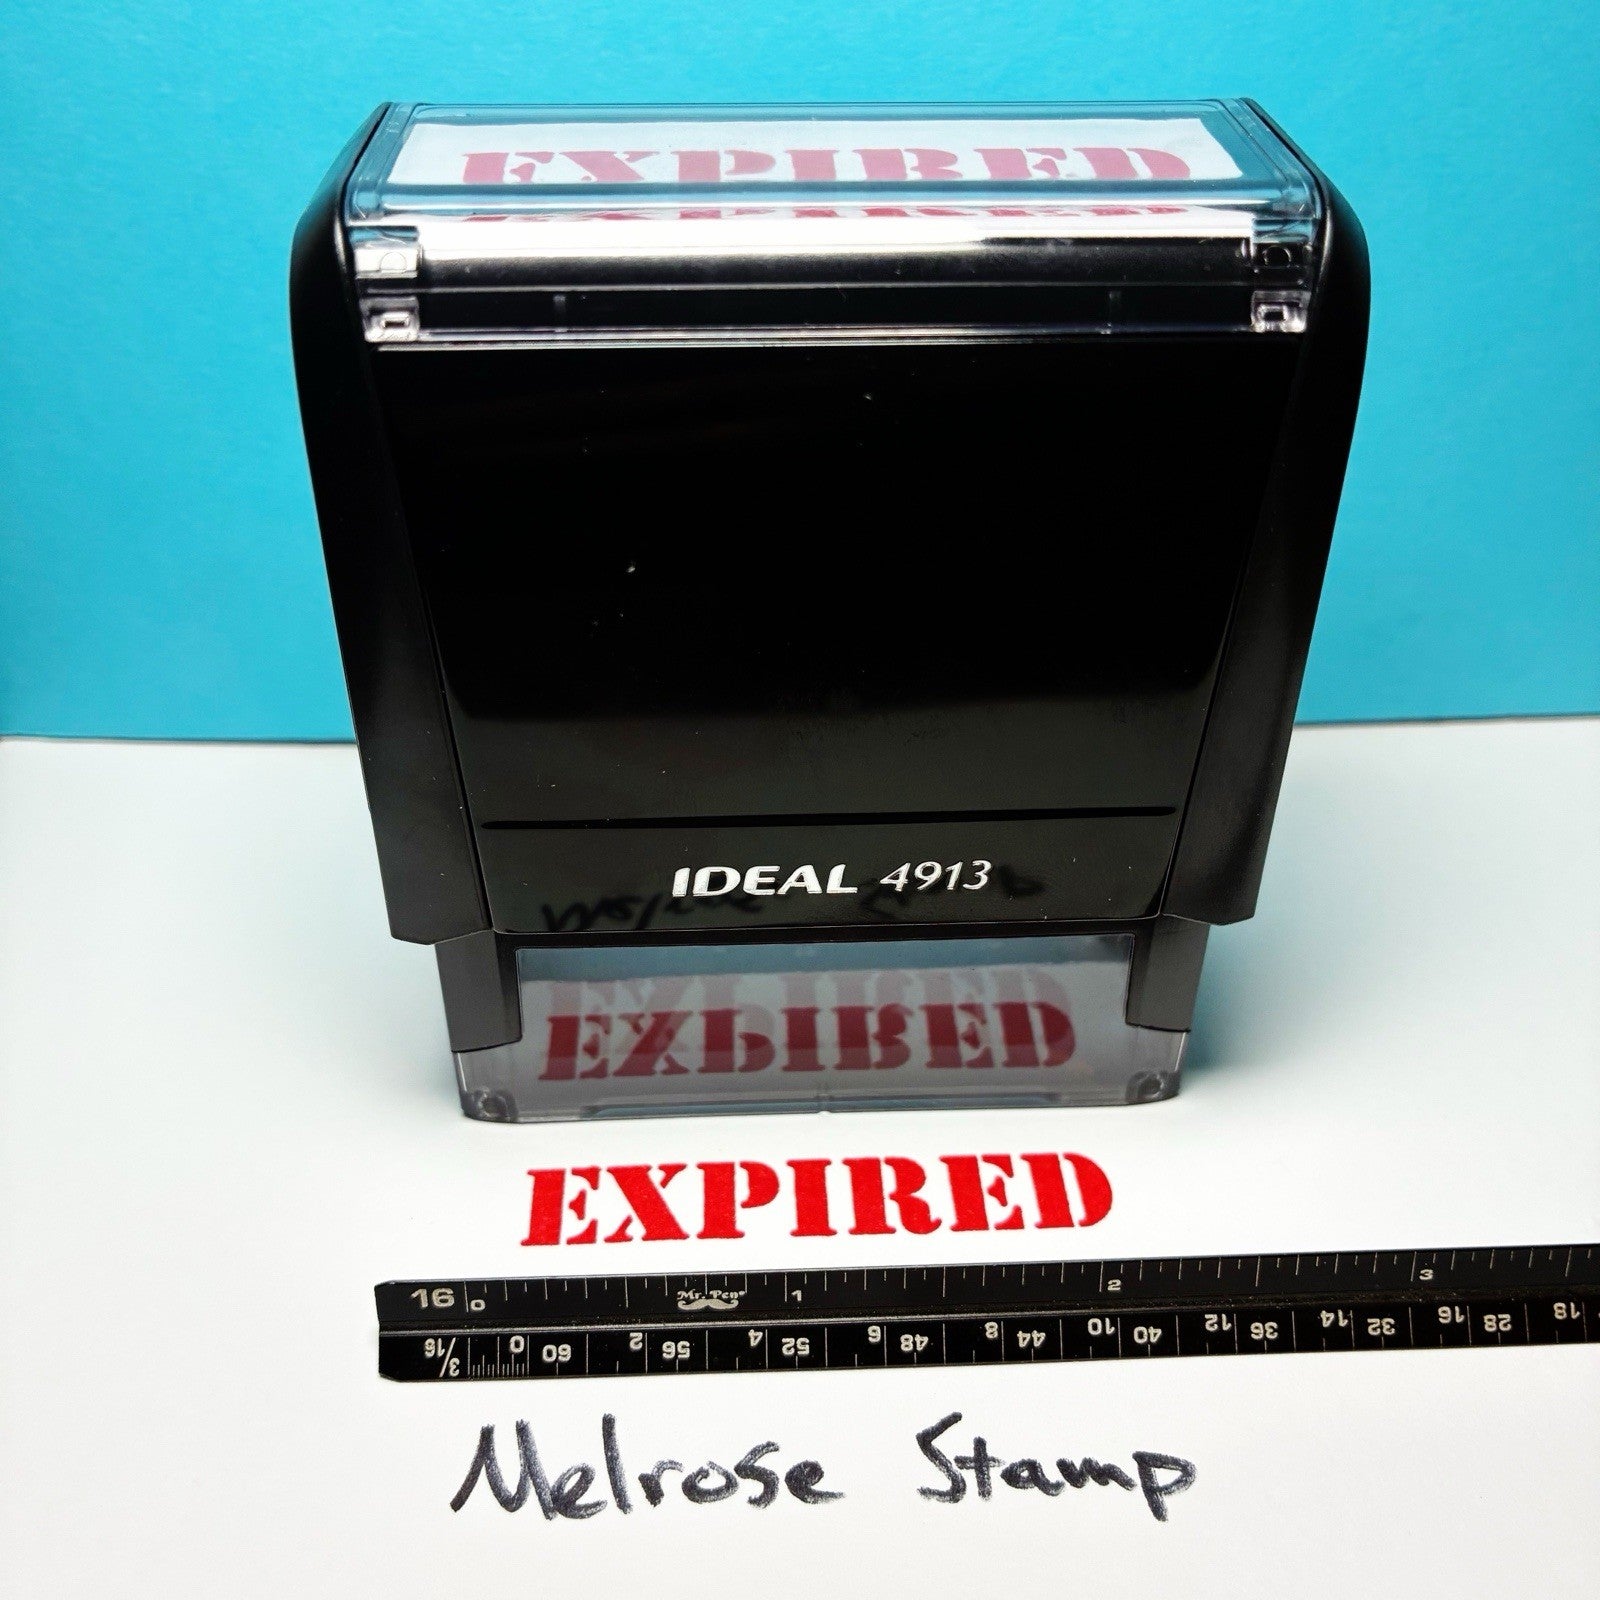 EXPIRED
IDEAL 4913
EXPIRED
EXPIRED
16 0 Mr. Pen® 1 2 3
3/16 0 60 2 56 4 52 6 48 8 44 10 40 12 36 14 32 16 28 18
Melrose Stamp